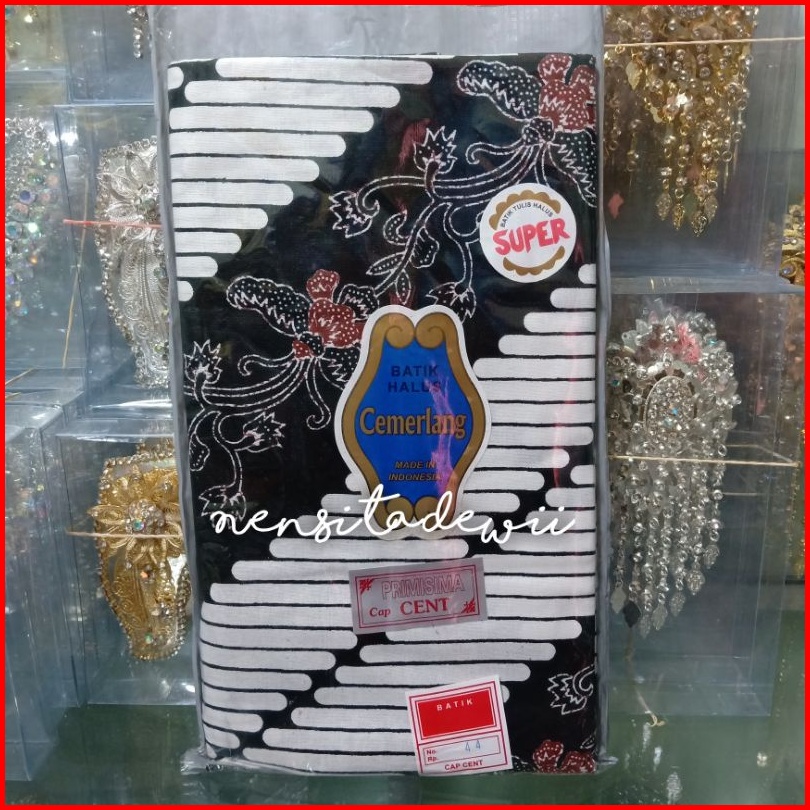 BATIK TULIS HALUS
SUPER
BATIK
HALUS
Cemerlang
MADE IN
INDONESIA
nensitadewii
PRIMISIMA
Cap CENT
BATIK
No. 44
Rp.
CAP CENT